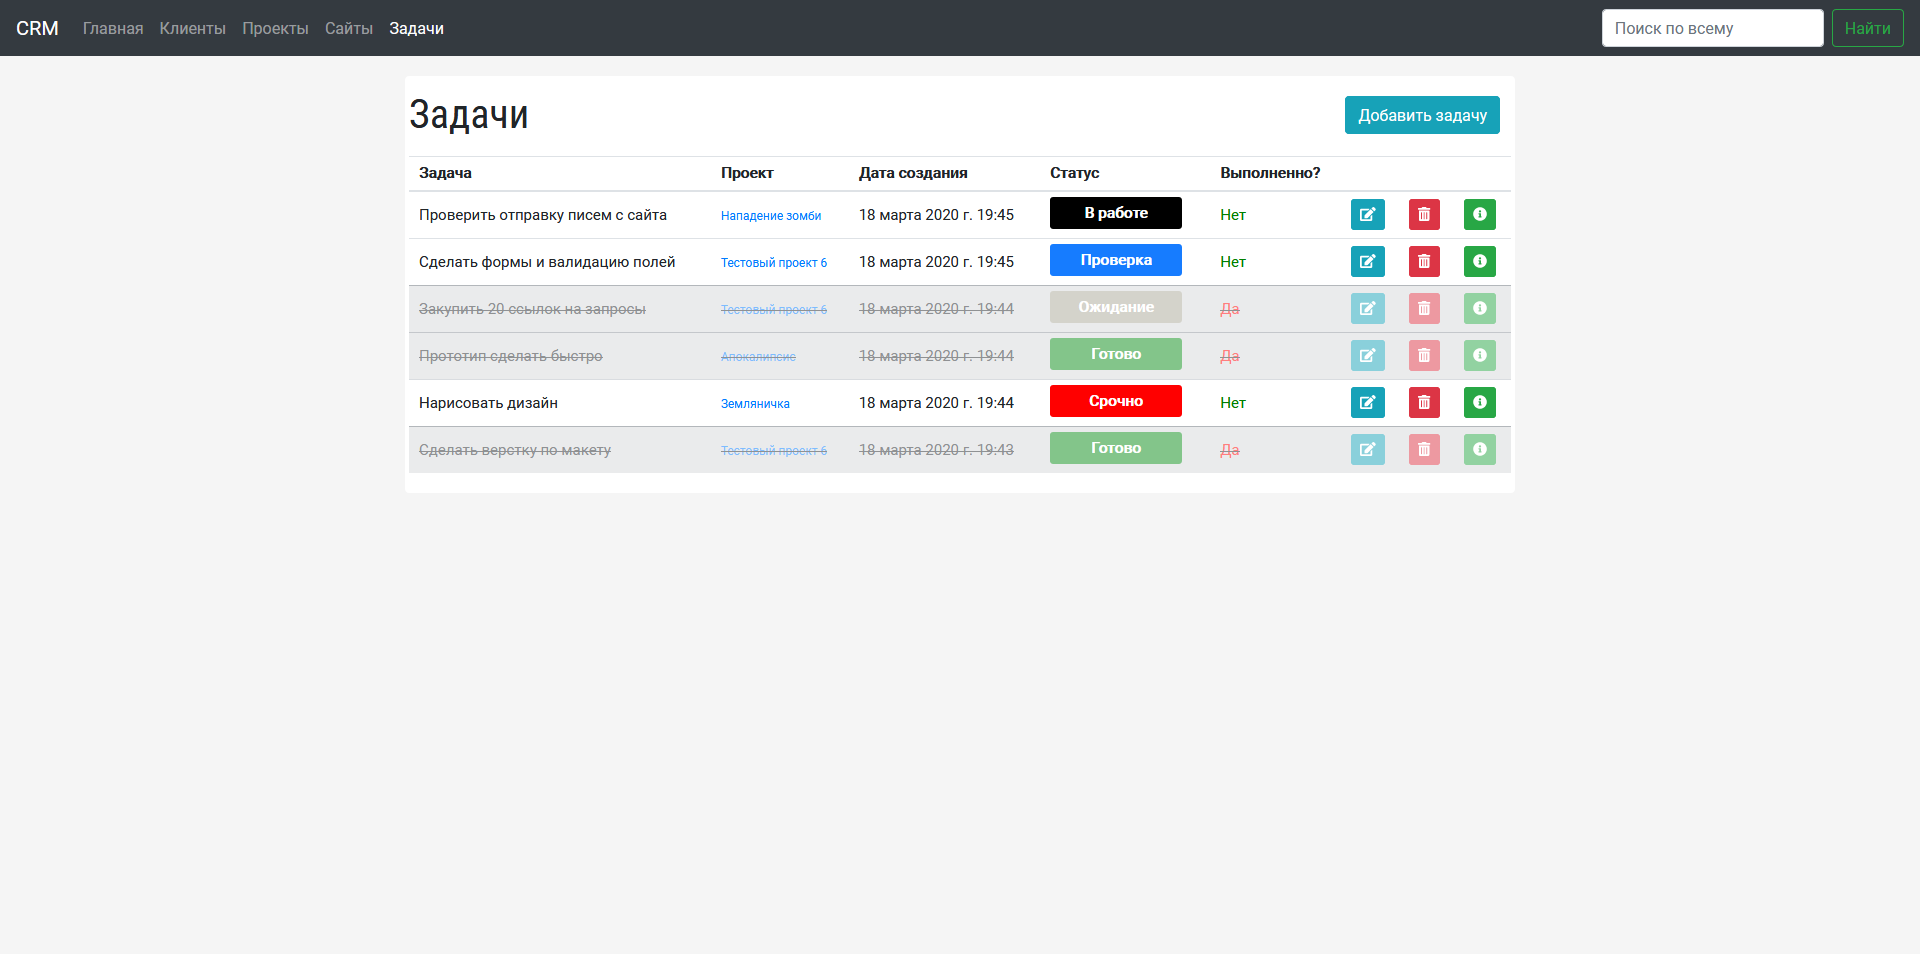 CRM Главная Клиенты Проекты Сайты Задачи Поиск по всему Найти
Задачи Добавить задачу
Задача Проект Дата создания Статус Выполненно?
Проверить отправку писем с сайта Нападение зомби 18 марта 2020 г. 19:45 В работе Нет
Сделать формы и валидацию полей Тестовый проект 6 18 марта 2020 г. 19:45 Проверка Нет
Закупить 20 ссылок на запросы Тестовый проект 6 18 марта 2020 г. 19:44 Ожидание Да
Прототип сделать быстро Апокалипсис 18 марта 2020 г. 19:44 Готово Да
Нарисовать дизайн Земляничка 18 марта 2020 г. 19:44 Срочно Нет
Сделать верстку по макету Тестовый проект 6 18 марта 2020 г. 19:43 Готово Да